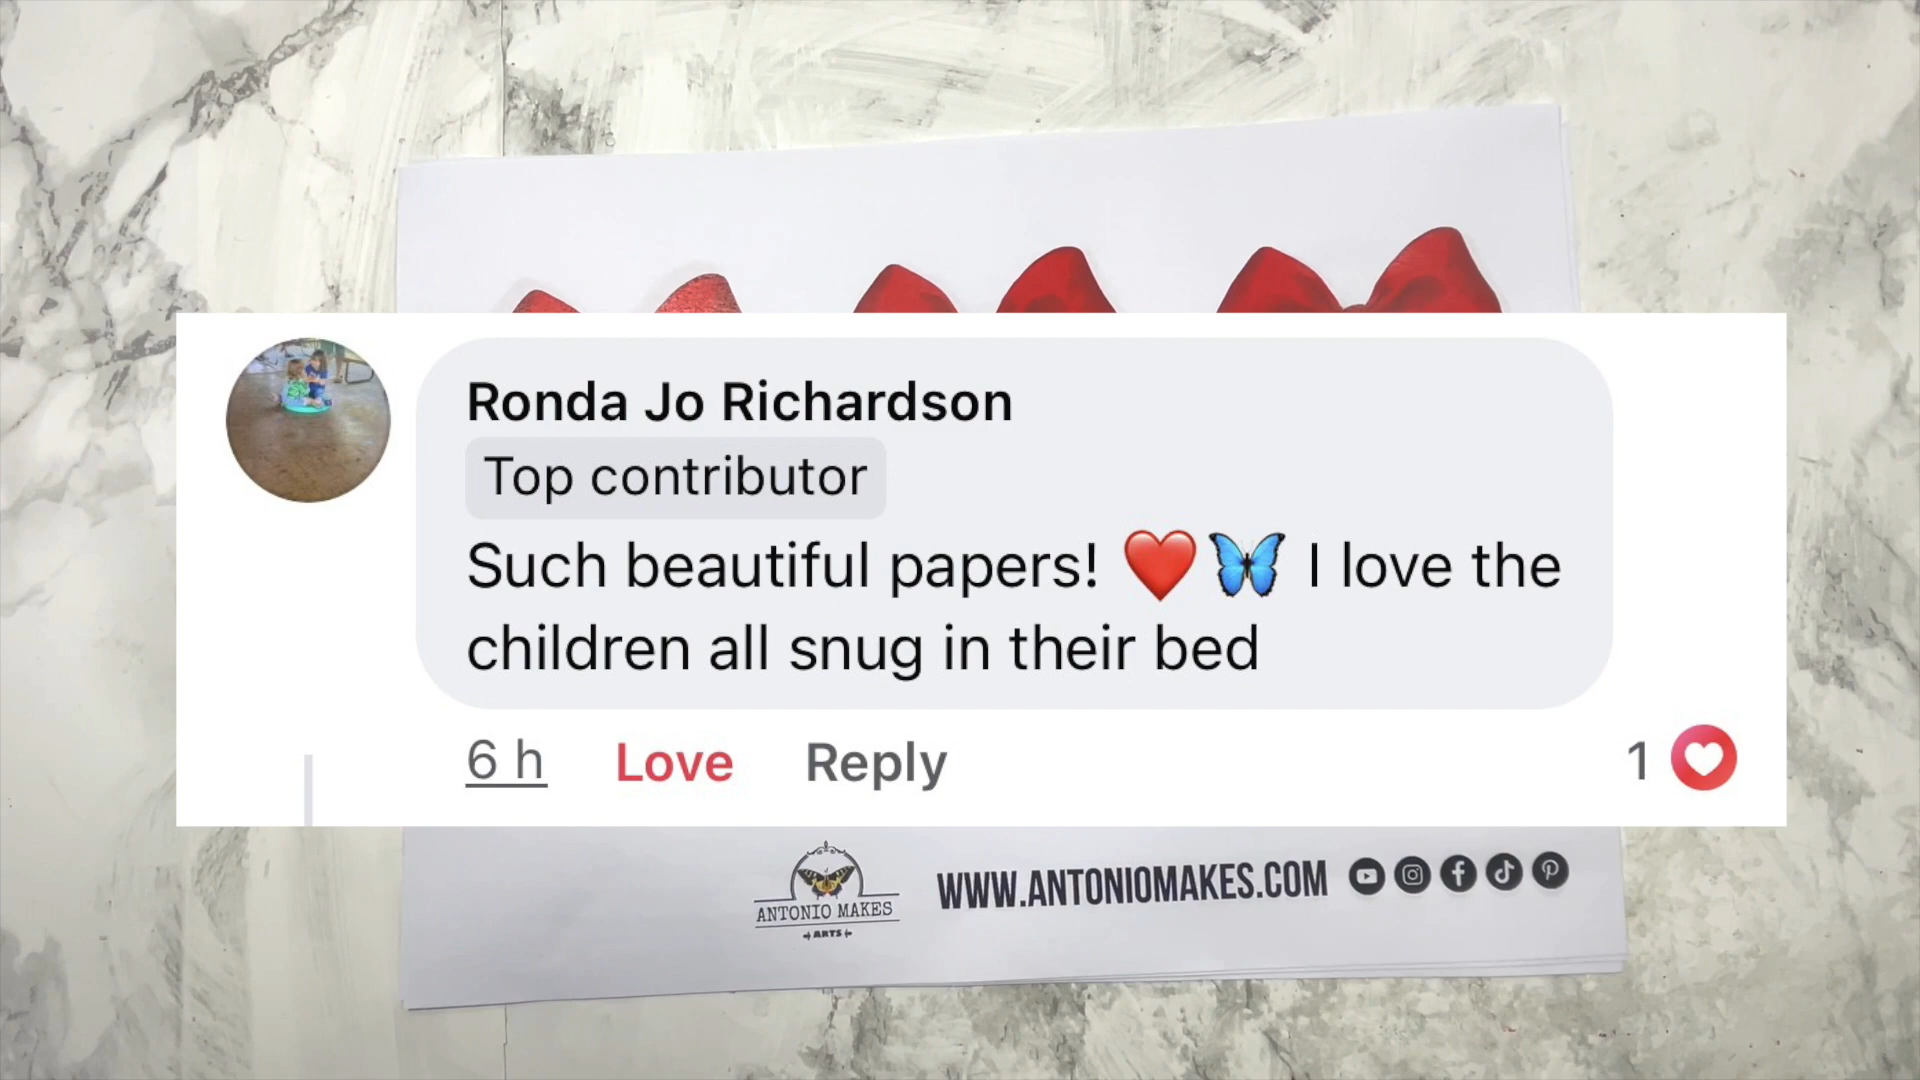 Ronda Jo Richardson
Top contributor
Such beautiful papers! ❤️🦋 I love the
children all snug in their bed
6 h Love Reply 1
ANTONIO MAKES
ARTS
WWW.ANTONIOMAKES.COM